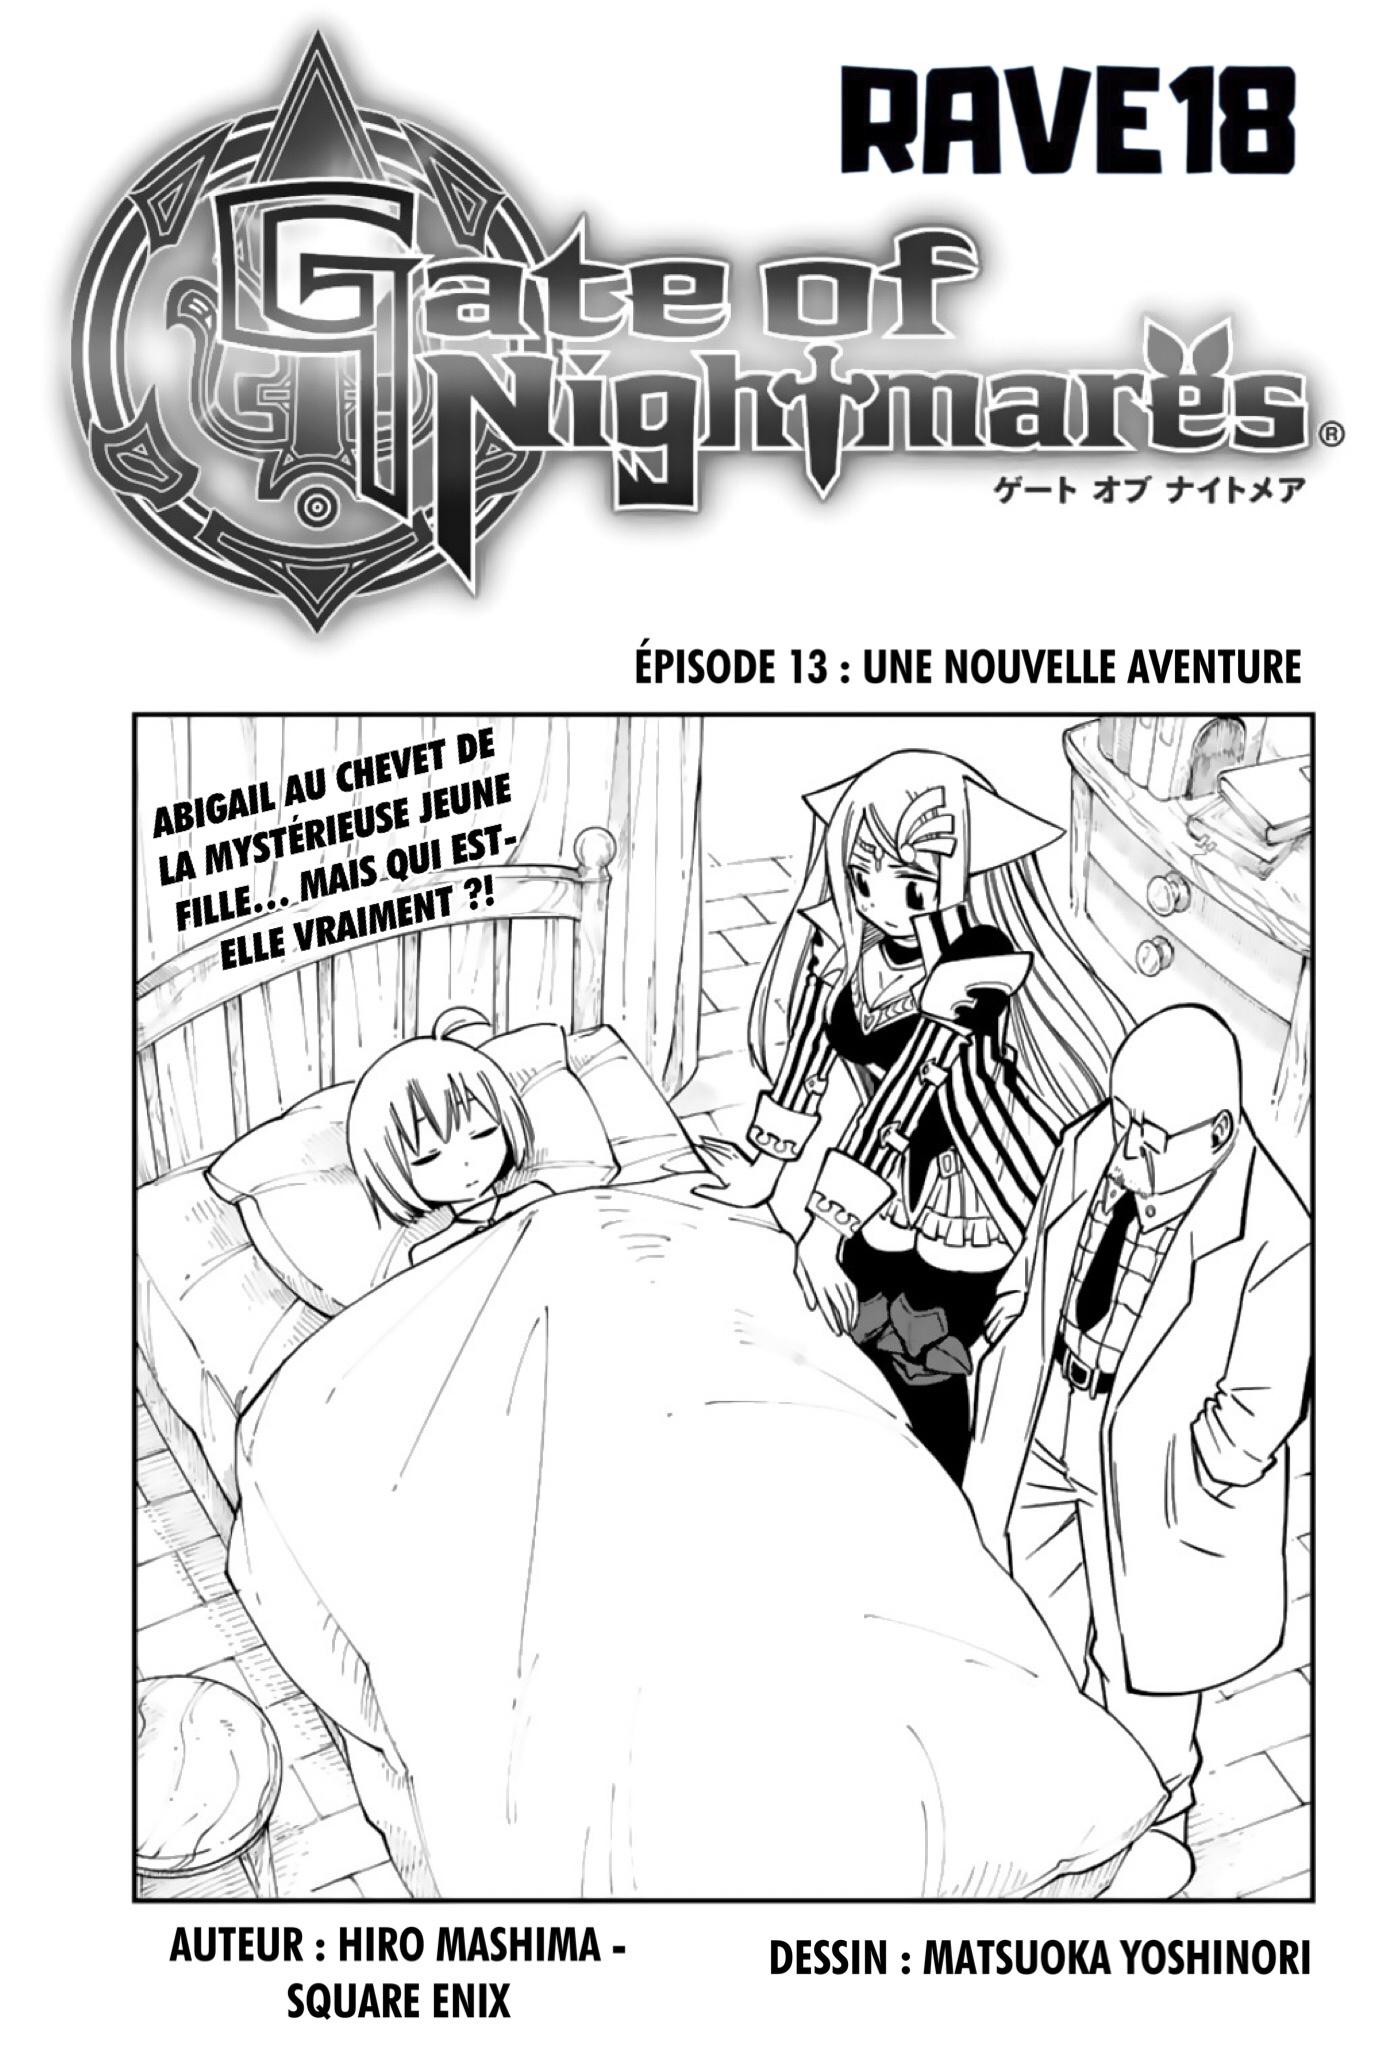 RAVE18
Gate of
Nightmares®
ゲート オブ ナイトメア
ÉPISODE 13 : UNE NOUVELLE AVENTURE
ABIGAIL AU CHEVET DE
LA MYSTÉRIEUSE JEUNE
FILLE... MAIS QUI EST-
ELLE VRAIMENT ?!
AUTEUR : HIRO MASHIMA -
SQUARE ENIX
DESSIN : MATSUOKA YOSHINORI